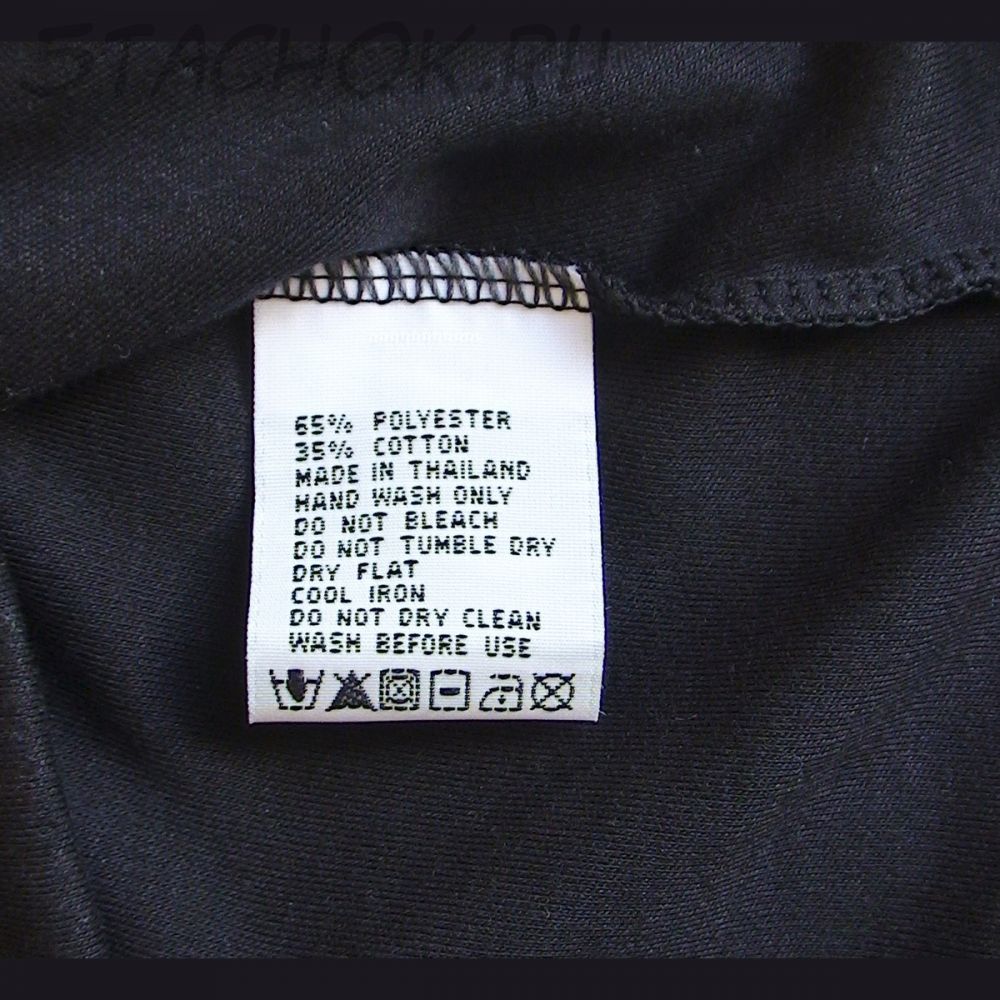 STACHOK.RU
65% POLYESTER
35% COTTON
MADE IN THAILAND
HAND WASH ONLY
DO NOT BLEACH
DO NOT TUMBLE DRY
DRY FLAT
COOL IRON
DO NOT DRY CLEAN
WASH BEFORE USE